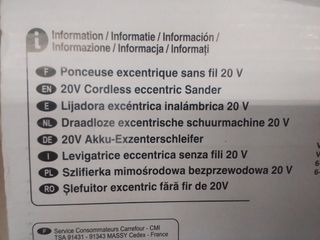 i Information / Informatie / Información /
Informazione / Informacja / Informați
F Ponceuse excentrique sans fil 20 V
EN 20V Cordless eccentric Sander
E Lijadora excéntrica inalámbrica 20 V
NL Draadloze excentrische schuurmachine 20 V
DE 20V Akku-Exzenterschleifer
I Levigatrice eccentrica senza fili 20 V
PL Szlifierka mimośrodowa bezprzewodowa 20 V
RO Șlefuitor excentric fără fir de 20V
F Service Consommateurs Carrefour - CMI
TSA 91431 - 91343 MASSY Cedex - France